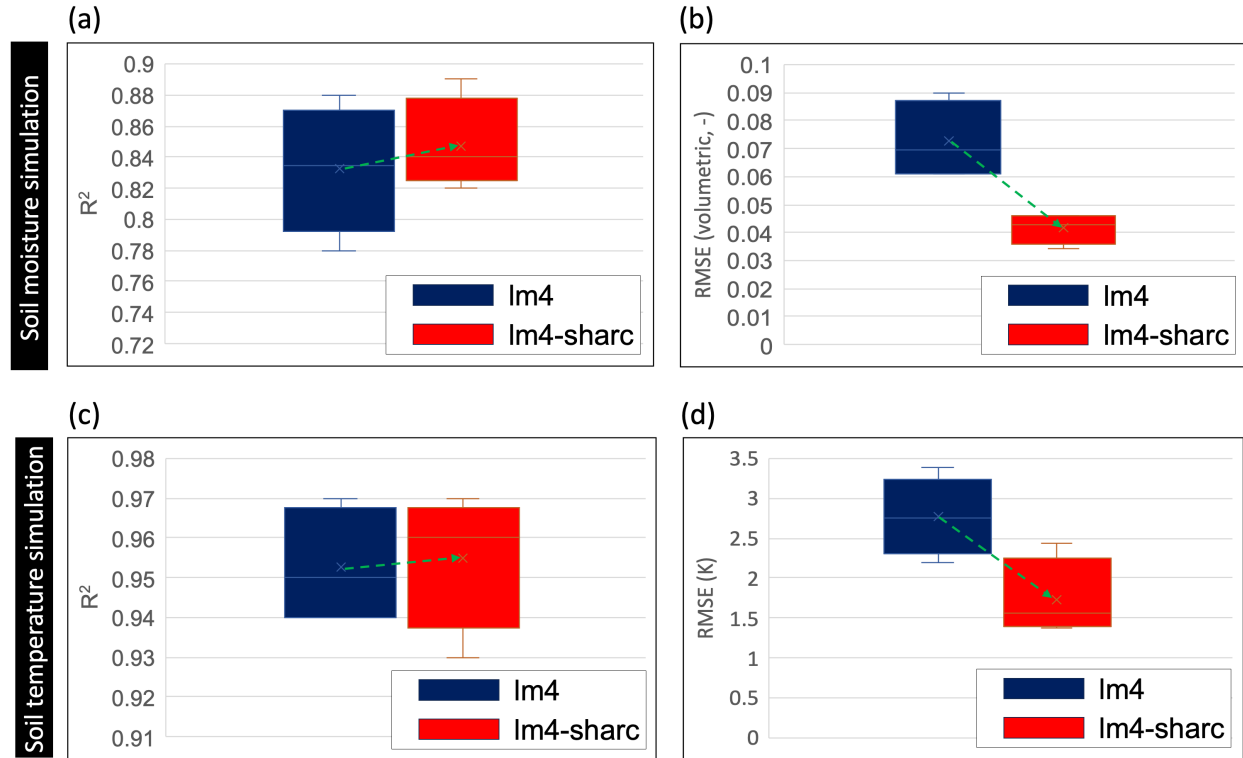 (a)
Soil moisture simulation
R²
0.9
0.88
0.86
0.84
0.82
0.8
0.78
0.76
0.74
0.72
lm4
lm4-sharc
(b)
RMSE (volumetric, -)
0.1
0.09
0.08
0.07
0.06
0.05
0.04
0.03
0.02
0.01
0
lm4
lm4-sharc
(c)
Soil temperature simulation
R²
0.98
0.97
0.96
0.95
0.94
0.93
0.92
0.91
lm4
lm4-sharc
(d)
RMSE (K)
3.5
3
2.5
2
1.5
1
0.5
0
lm4
lm4-sharc